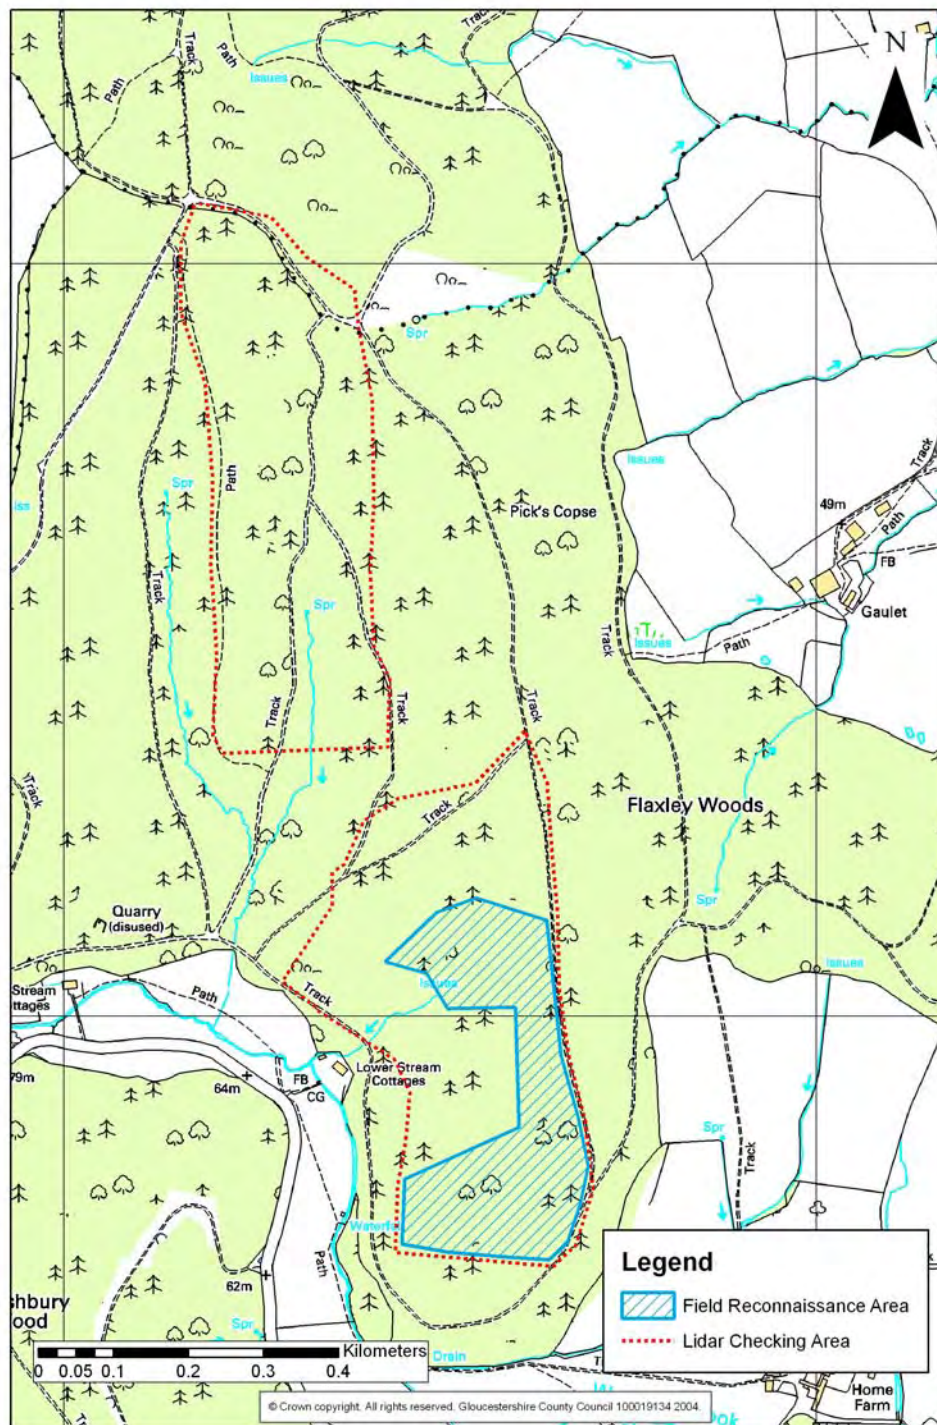 Track
Track
Path
Path
Issues
N
Spr
Issues
Track
49m
Path
FB
Gaulet
Issues
Path
Pick's Copse
Spr
Iss
Path
Track
Spr
Track
Track
Track
Track
Track
Track
Flaxley Woods
Spr
Quarry
(disused)
Issues
Issues
Path
Track
Stream
ttages
79m
64m
FB
CG
Lower Stream
Cottages
Spr
Track
Path
62m
Spr
Drain
Home
Farm
Legend
Field Reconnaissance Area
Lidar Checking Area
Kilometers
0 0.05 0.1 0.2 0.3 0.4
© Crown copyright. All rights reserved. Gloucestershire County Council 100019134 2004.